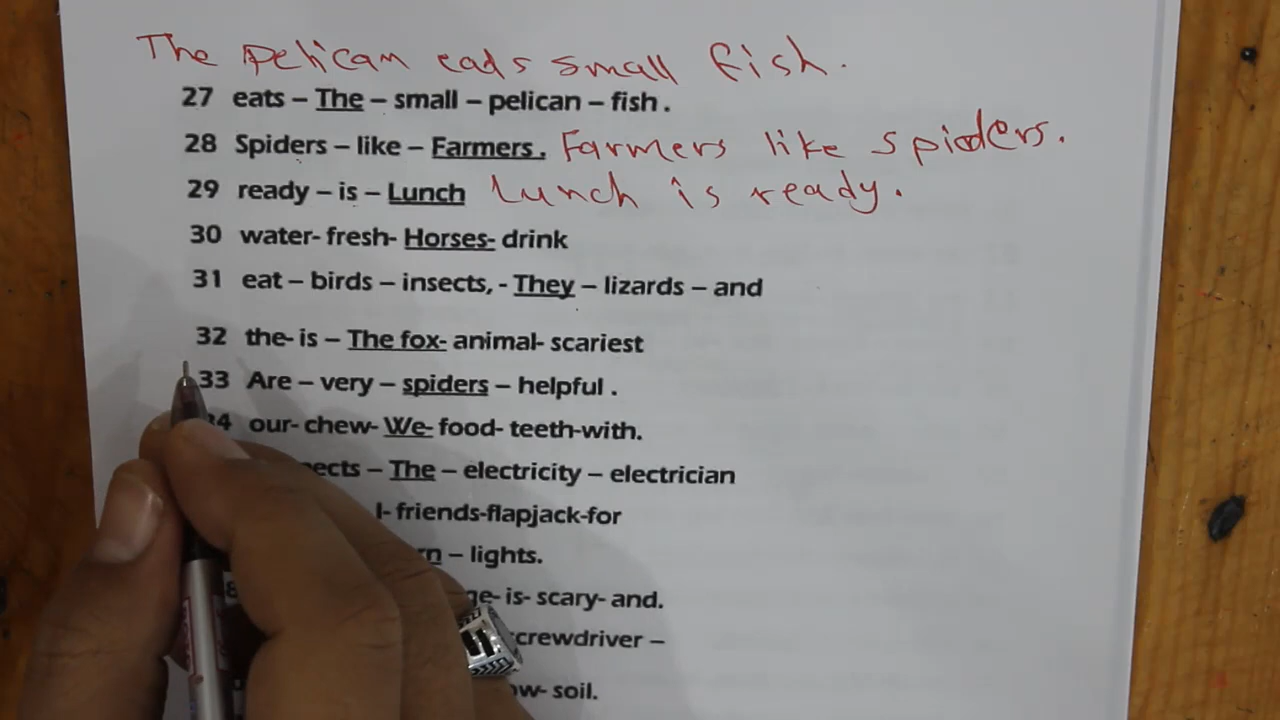 The pelican eads small fish.
27 eats – The – small – pelican – fish .
28 Spiders – like – Farmers . Farmers like spiders.
29 ready – is – Lunch Lunch is ready.
30 water- fresh- Horses- drink
31 eat – birds – insects, - They – lizards – and
32 the- is – The fox- animal- scariest
33 Are – very – spiders – helpful .
34 our- chew- We- food- teeth-with.
– The – electricity – electrician
I- friends-flapjack-for
– lights.
is- scary- and.
–
soil.